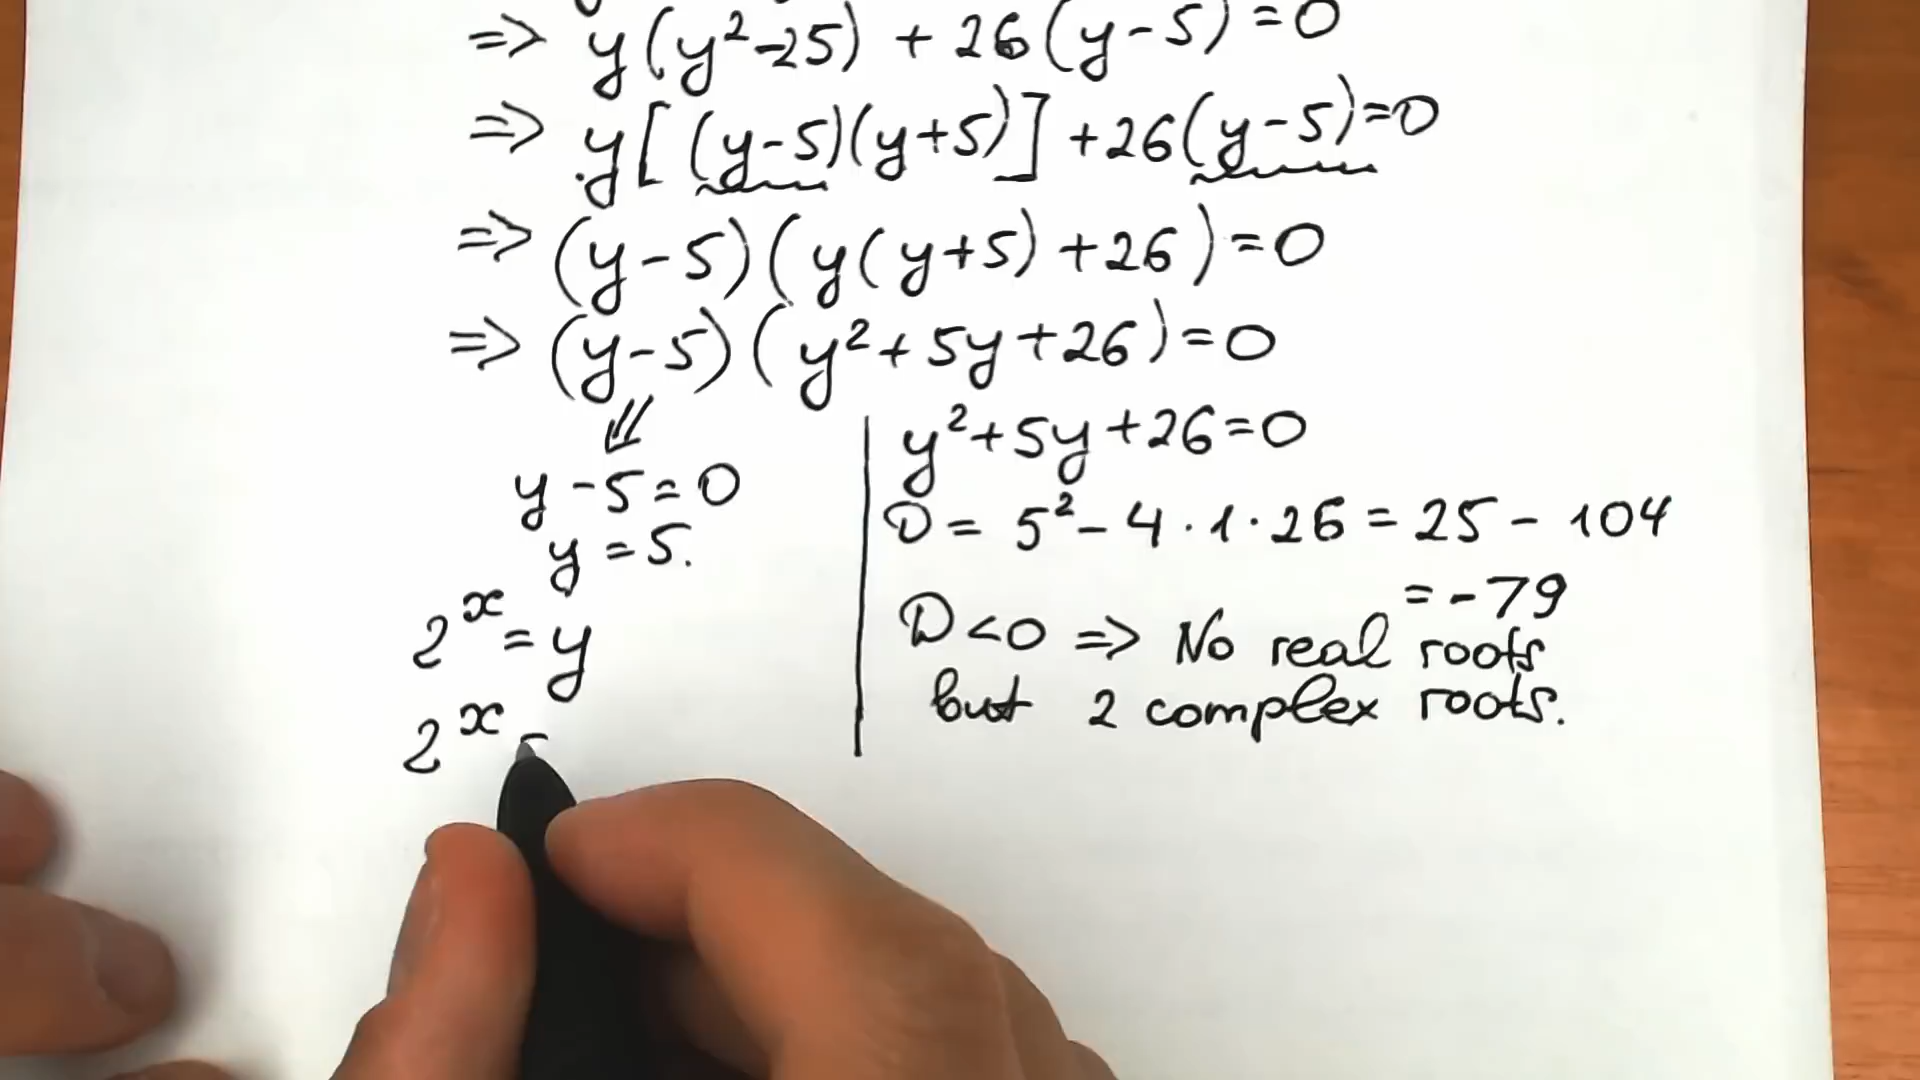 => y(y²-25) + 26(y-5) = 0
=> y[(y-5)(y+5)] + 26(y-5) = 0
=> (y-5)(y(y+5)+26) = 0
=> (y-5)(y²+5y+26) = 0
y-5=0
y=5.
2ˣ=y
2ˣ
y²+5y+26=0
D = 5²-4·1·26 = 25-104
= -79
D<0 => No real roots
but 2 complex roots.